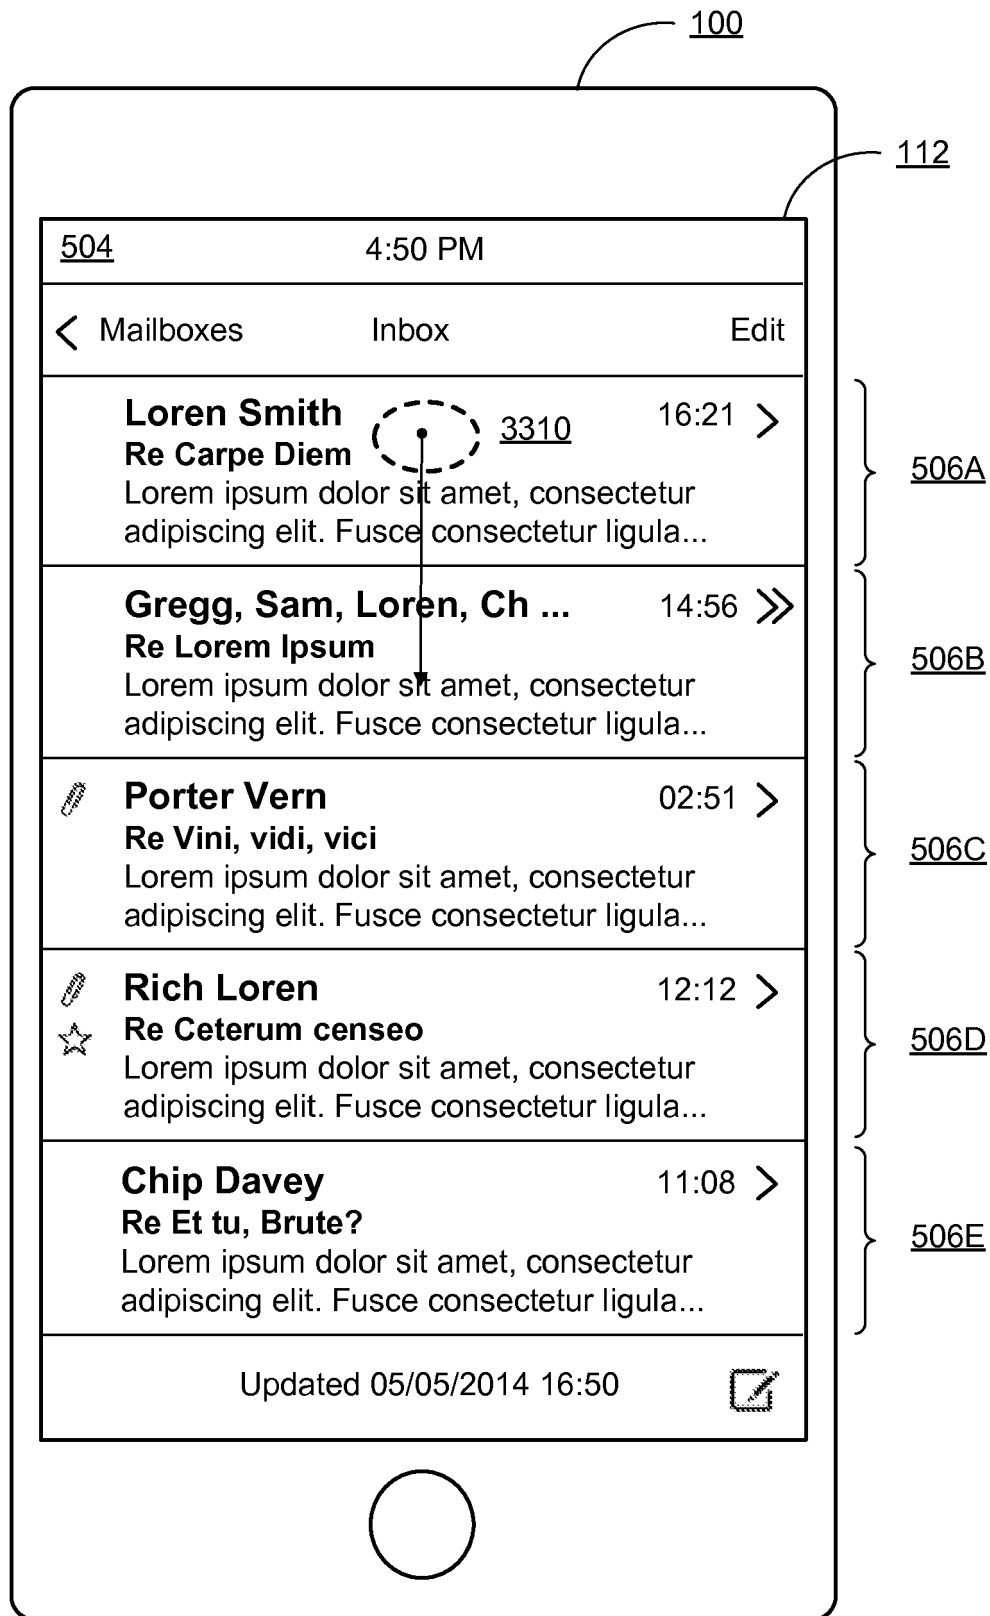 100
112
504 4:50 PM
Mailboxes Inbox Edit
Loren Smith 3310 16:21
Re Carpe Diem
Lorem ipsum dolor sit amet, consectetur
adipiscing elit. Fusce consectetur ligula...
506A
Gregg, Sam, Loren, Ch ... 14:56
Re Lorem Ipsum
Lorem ipsum dolor sit amet, consectetur
adipiscing elit. Fusce consectetur ligula...
506B
Porter Vern 02:51
Re Vini, vidi, vici
Lorem ipsum dolor sit amet, consectetur
adipiscing elit. Fusce consectetur ligula...
506C
Rich Loren 12:12
Re Ceterum censeo
Lorem ipsum dolor sit amet, consectetur
adipiscing elit. Fusce consectetur ligula...
506D
Chip Davey 11:08
Re Et tu, Brute?
Lorem ipsum dolor sit amet, consectetur
adipiscing elit. Fusce consectetur ligula...
506E
Updated 05/05/2014 16:50